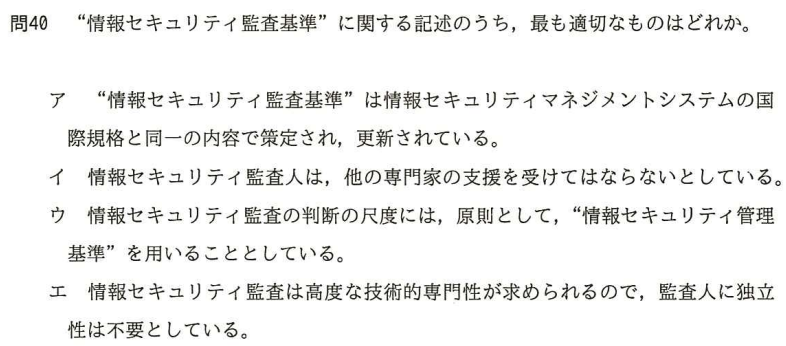 問40 “情報セキュリティ監査基準”に関する記述のうち，最も適切なものはどれか。
ア “情報セキュリティ監査基準”は情報セキュリティマネジメントシステムの国
際規格と同一の内容で策定され，更新されている。
イ 情報セキュリティ監査人は，他の専門家の支援を受けてはならないとしている。
ウ 情報セキュリティ監査の判断の尺度には，原則として，“情報セキュリティ管理
基準”を用いることとしている。
エ 情報セキュリティ監査は高度な技術的専門性が求められるので，監査人に独立
性は不要としている。